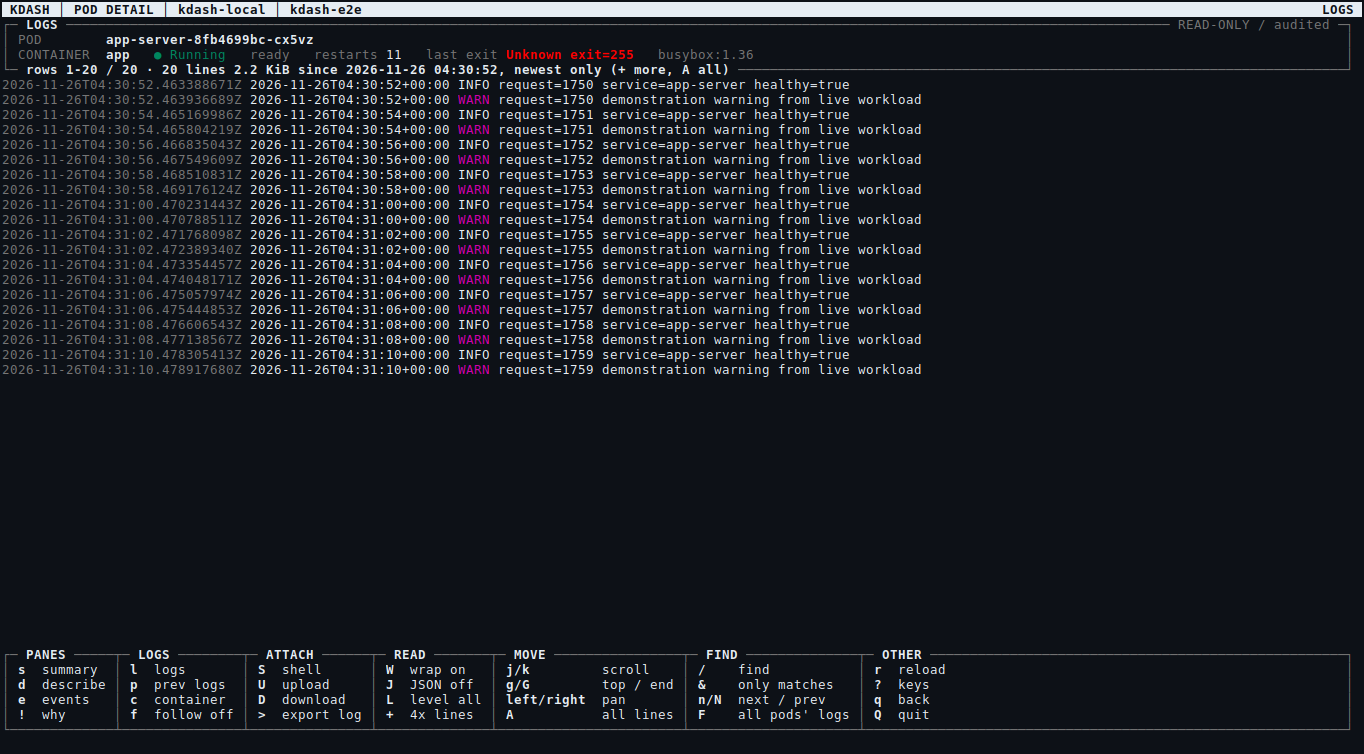 KDASH │ POD DETAIL │ kdash-local │ kdash-e2e LOGS
LOGS READ-ONLY / audited
POD app-server-8fb4699bc-cx5vz
CONTAINER app ● Running ready restarts 11 last exit Unknown exit=255 busybox:1.36
rows 1-20 / 20 · 20 lines 2.2 KiB since 2026-11-26 04:30:52, newest only (+ more, A all)
2026-11-26T04:30:52.463388671Z 2026-11-26T04:30:52+00:00 INFO request=1750 service=app-server healthy=true
2026-11-26T04:30:52.463936689Z 2026-11-26T04:30:52+00:00 WARN request=1750 demonstration warning from live workload
2026-11-26T04:30:54.465169986Z 2026-11-26T04:30:54+00:00 INFO request=1751 service=app-server healthy=true
2026-11-26T04:30:54.465804219Z 2026-11-26T04:30:54+00:00 WARN request=1751 demonstration warning from live workload
2026-11-26T04:30:56.466835043Z 2026-11-26T04:30:56+00:00 INFO request=1752 service=app-server healthy=true
2026-11-26T04:30:56.467549609Z 2026-11-26T04:30:56+00:00 WARN request=1752 demonstration warning from live workload
2026-11-26T04:30:58.468510831Z 2026-11-26T04:30:58+00:00 INFO request=1753 service=app-server healthy=true
2026-11-26T04:30:58.469176124Z 2026-11-26T04:30:58+00:00 WARN request=1753 demonstration warning from live workload
2026-11-26T04:31:00.470231443Z 2026-11-26T04:31:00+00:00 INFO request=1754 service=app-server healthy=true
2026-11-26T04:31:00.470788511Z 2026-11-26T04:31:00+00:00 WARN request=1754 demonstration warning from live workload
2026-11-26T04:31:02.471768098Z 2026-11-26T04:31:02+00:00 INFO request=1755 service=app-server healthy=true
2026-11-26T04:31:02.472389340Z 2026-11-26T04:31:02+00:00 WARN request=1755 demonstration warning from live workload
2026-11-26T04:31:04.473354457Z 2026-11-26T04:31:04+00:00 INFO request=1756 service=app-server healthy=true
2026-11-26T04:31:04.474048171Z 2026-11-26T04:31:04+00:00 WARN request=1756 demonstration warning from live workload
2026-11-26T04:31:06.475057974Z 2026-11-26T04:31:06+00:00 INFO request=1757 service=app-server healthy=true
2026-11-26T04:31:06.475444853Z 2026-11-26T04:31:06+00:00 WARN request=1757 demonstration warning from live workload
2026-11-26T04:31:08.476606543Z 2026-11-26T04:31:08+00:00 INFO request=1758 service=app-server healthy=true
2026-11-26T04:31:08.477138567Z 2026-11-26T04:31:08+00:00 WARN request=1758 demonstration warning from live workload
2026-11-26T04:31:10.478305413Z 2026-11-26T04:31:10+00:00 INFO request=1759 service=app-server healthy=true
2026-11-26T04:31:10.478917680Z 2026-11-26T04:31:10+00:00 WARN request=1759 demonstration warning from live workload
PANES LOGS ATTACH READ MOVE FIND OTHER
s summary │ l logs │ S shell │ W wrap on │ j/k scroll │ / find │ r reload
d describe │ p prev logs │ U upload │ J JSON off │ g/G top / end │ & only matches │ ? keys
e events │ c container │ D download │ L level all │ left/right pan │ n/N next / prev │ q back
! why │ f follow off │ > export log │ + 4x lines │ A all lines │ F all pods' logs │ Q quit